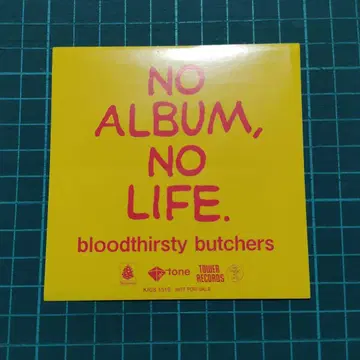 NO
ALBUM,
NO
LIFE.
bloodthirsty butchers
tone
TOWER
RECORDS
NOT FOR SALE